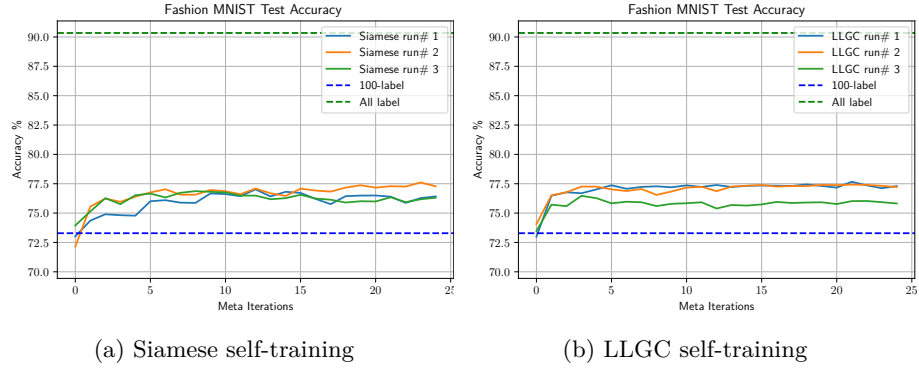 Fashion MNIST Test Accuracy
90.0
87.5
85.0
82.5
80.0
77.5
75.0
72.5
70.0
Accuracy %
Siamese run# 1
Siamese run# 2
Siamese run# 3
100-label
All label
0 5 10 15 20 25
Meta Iterations
(a) Siamese self-training
Fashion MNIST Test Accuracy
90.0
87.5
85.0
82.5
80.0
77.5
75.0
72.5
70.0
Accuracy %
LLGC run# 1
LLGC run# 2
LLGC run# 3
100-label
All label
0 5 10 15 20 25
Meta Iterations
(b) LLGC self-training